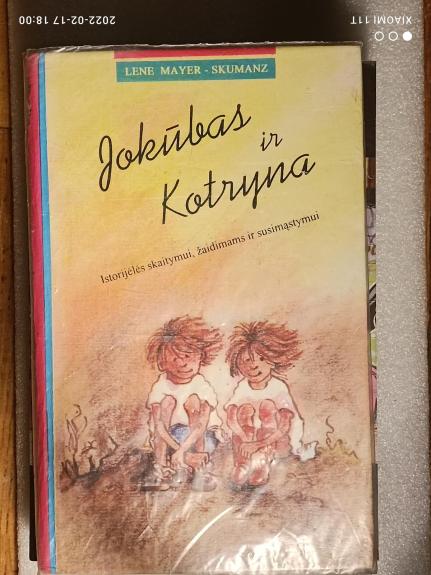 XIAOMI 11T
2022-02-17 18:00
LENE MAYER - SKUMANZ
Jokūbas
ir
Kotryna
Istorijėlės skaitymui, žaidimams ir susimąstymui